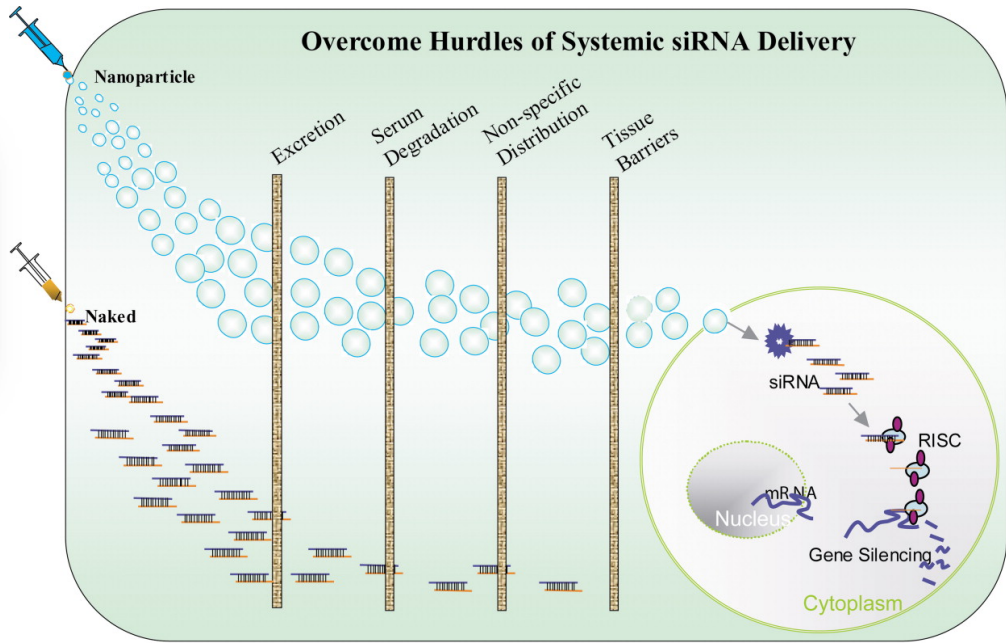 Overcome Hurdles of Systemic siRNA Delivery
Nanoparticle
Excretion
Serum
Degradation
Non-specific
Distribution
Tissue
Barriers
Naked
siRNA
RISC
mRNA
Nucleus
Gene Silencing
Cytoplasm